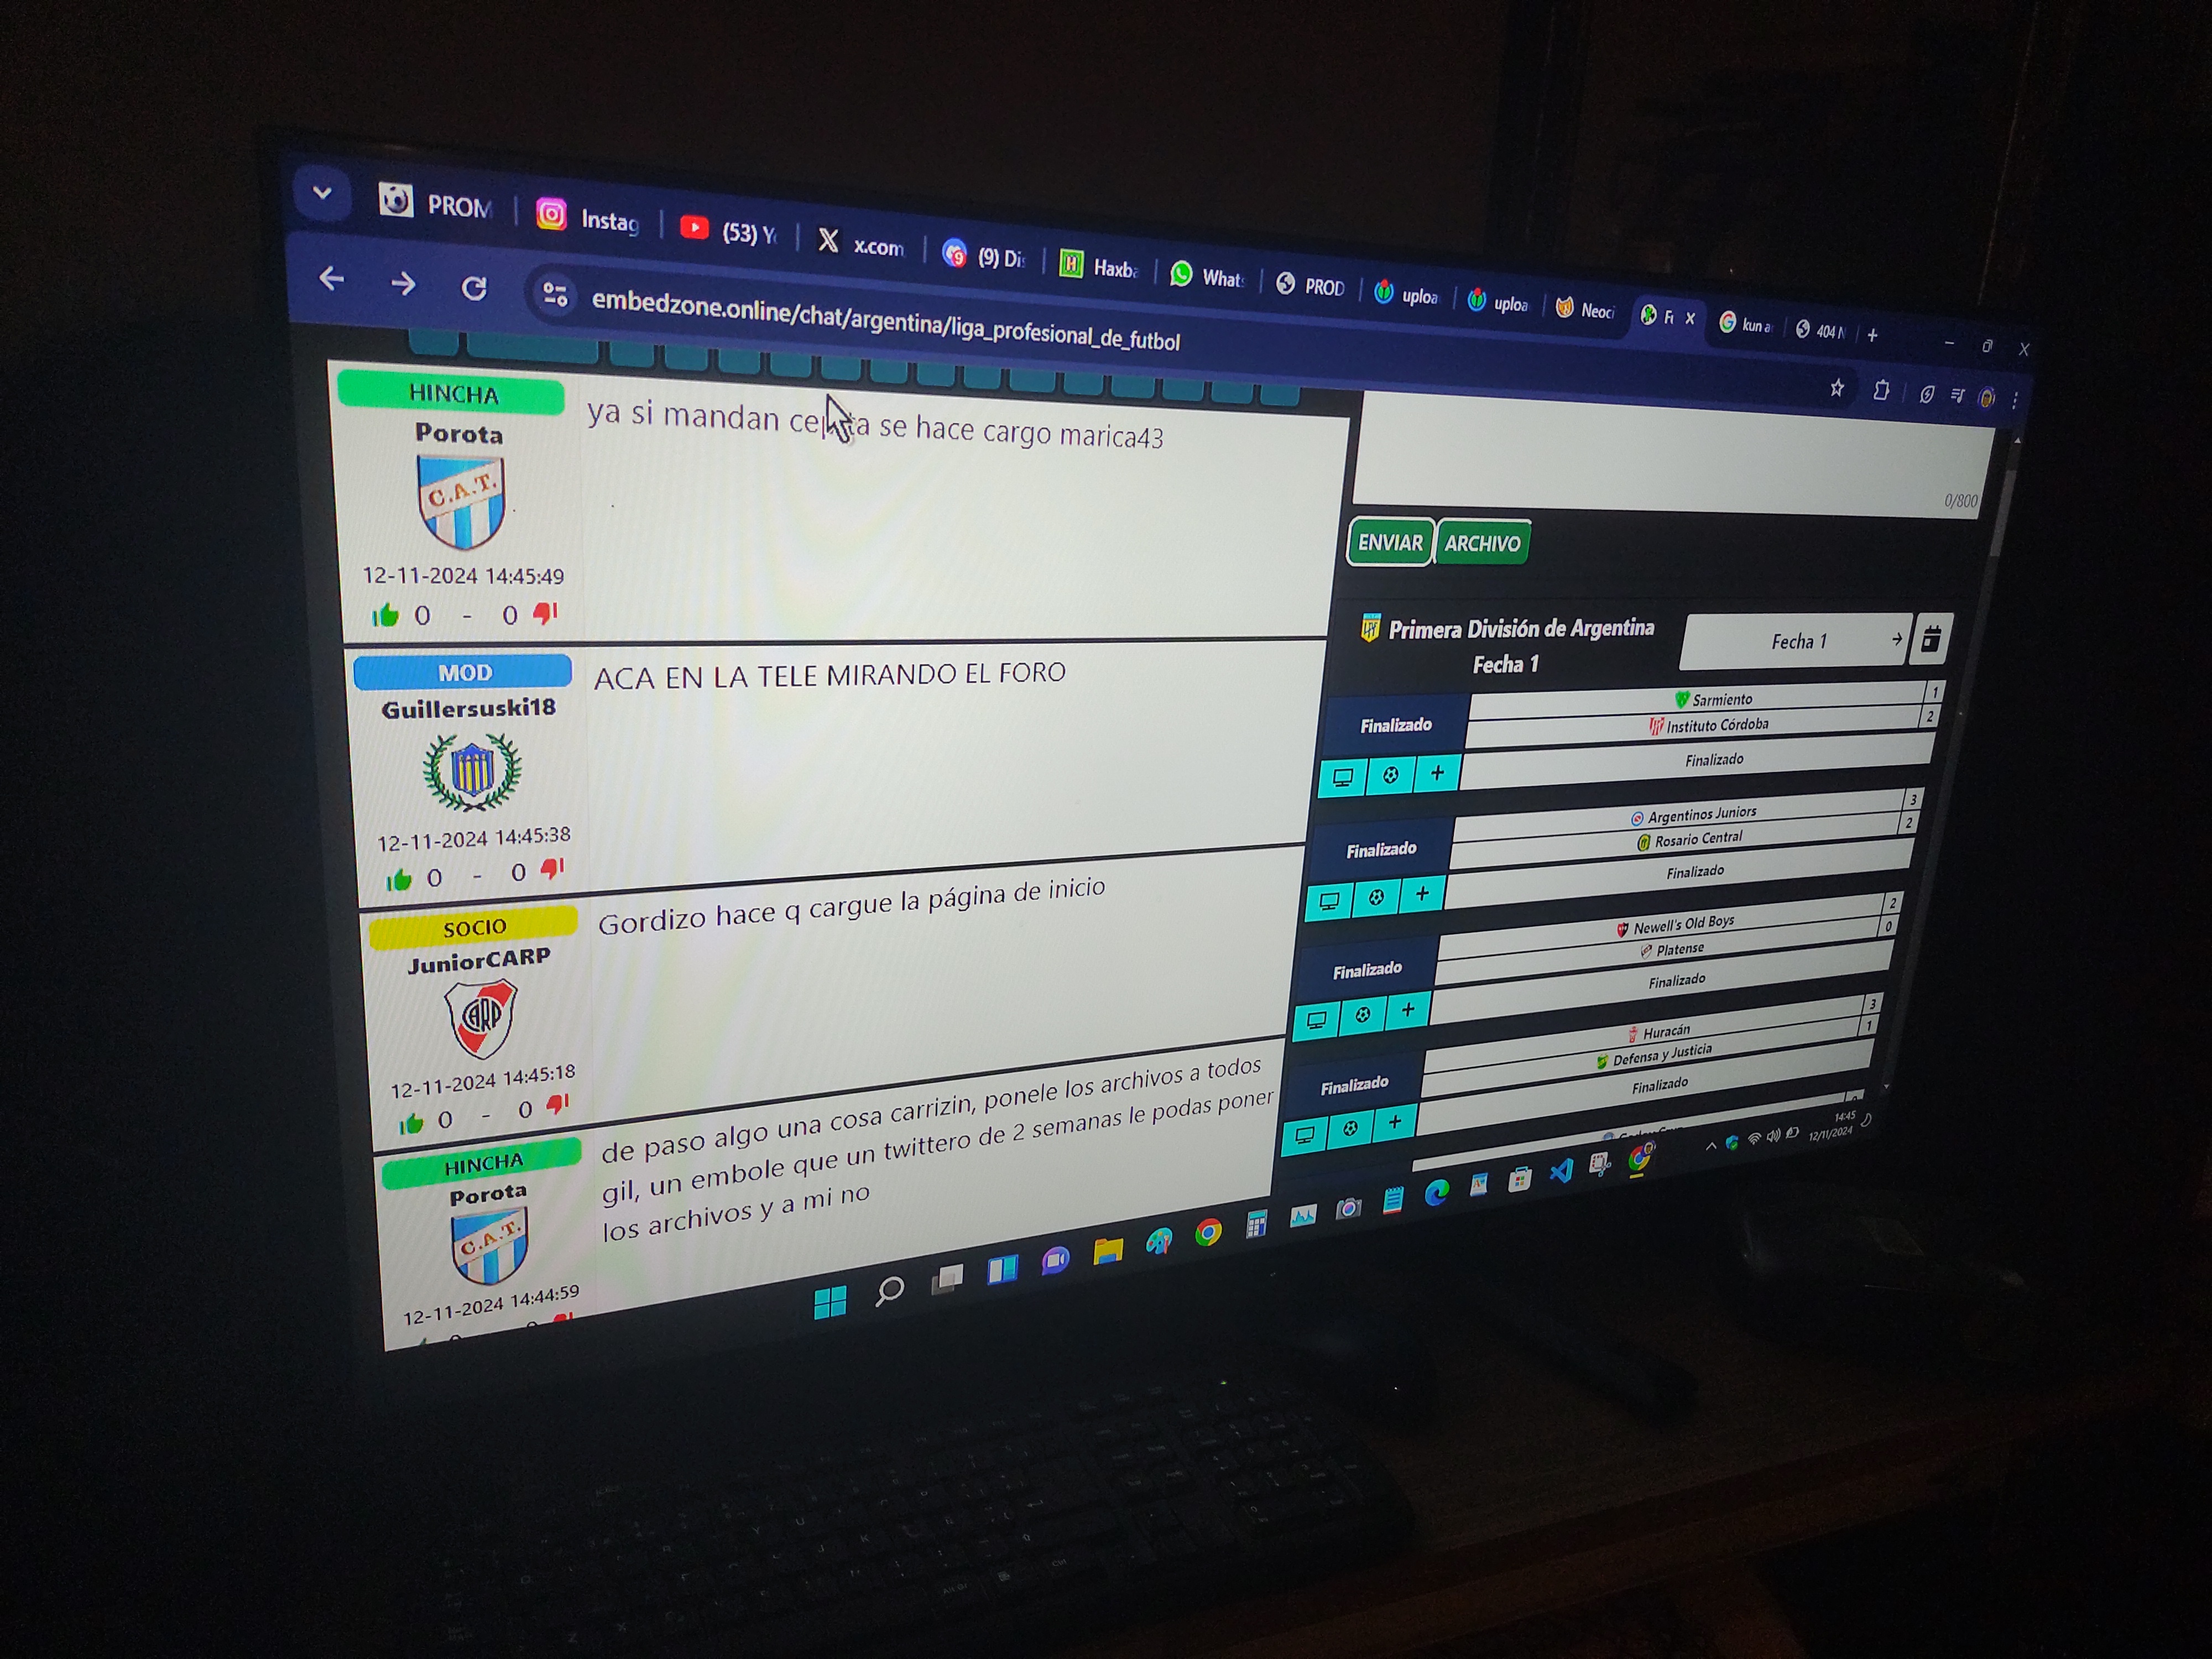 PROM
Instag
(53) Y
x.com
(9) Di
Haxb
What
PROD
uploa
uploa
Neoci
F
kun a
404 N
embedzone.online/chat/argentina/liga_profesional_de_futbol
HINCHA
Porota
C.A.T.
12-11-2024 14:45:49
0 - 0
ya si mandan se hace cargo marica43
MOD
Guillersuski18
12-11-2024 14:45:38
0 - 0
ACA EN LA TELE MIRANDO EL FORO
SOCIO
JuniorCARP
CARP
12-11-2024 14:45:18
0 - 0
Gordizo hace q cargue la página de inicio
HINCHA
Porota
C.A.T.
12-11-2024 14:44:59
de paso algo una cosa carrizin, ponele los archivos a todos
gil, un embole que un twittero de 2 semanas le podas poner
los archivos y a mi no
0/800
ENVIAR
ARCHIVO
Primera División de Argentina
Fecha 1
Fecha 1
Finalizado
Sarmiento 1
Instituto Córdoba 2
Finalizado
Finalizado
Argentinos Juniors 3
Rosario Central 2
Finalizado
Finalizado
Newell's Old Boys 2
Platense 0
Finalizado
Finalizado
Huracán 3
Defensa y Justicia 1
Finalizado
14:45
12/11/2024